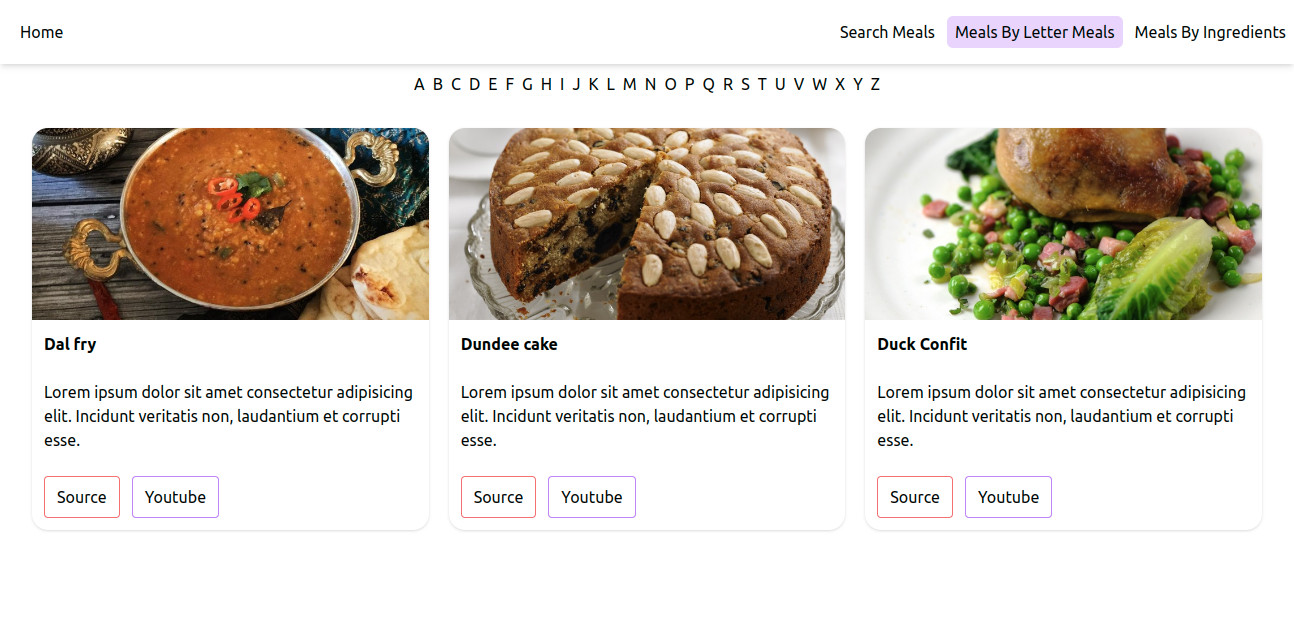 Home
Search Meals
Meals By Letter Meals
Meals By Ingredients
A B C D E F G H I J K L M N O P Q R S T U V W X Y Z
Dal fry
Lorem ipsum dolor sit amet consectetur adipisicing
elit. Incidunt veritatis non, laudantium et corrupti
esse.
Source
Youtube
Dundee cake
Lorem ipsum dolor sit amet consectetur adipisicing
elit. Incidunt veritatis non, laudantium et corrupti
esse.
Source
Youtube
Duck Confit
Lorem ipsum dolor sit amet consectetur adipisicing
elit. Incidunt veritatis non, laudantium et corrupti
esse.
Source
Youtube